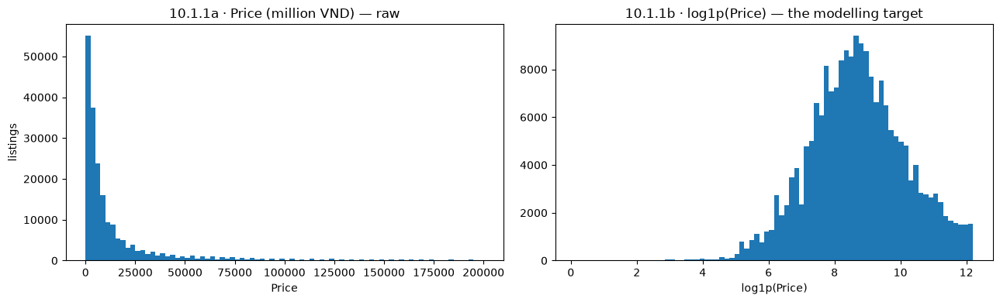 10.1.1a · Price (million VND) — raw
listings
50000
40000
30000
20000
10000
0
0 25000 50000 75000 100000 125000 150000 175000 200000
Price
10.1.1b · log1p(Price) — the modelling target
8000
6000
4000
2000
0
0 2 4 6 8 10 12
log1p(Price)